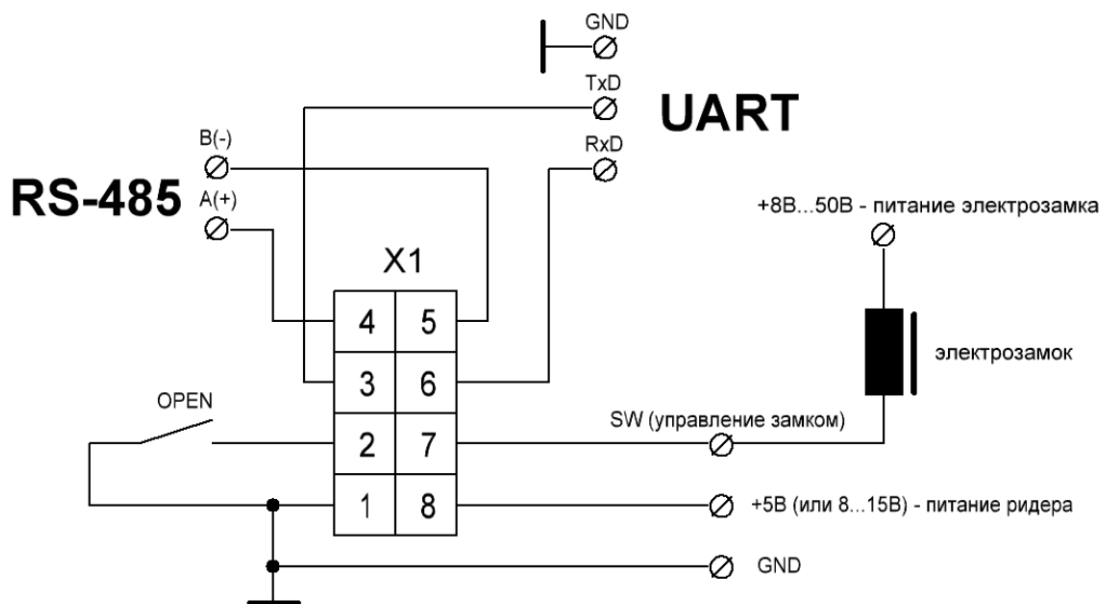 GND
TxD
UART
RxD
B(-)
RS-485
A(+)
+8В...50В - питание электрозамка
X1
4 5
3 6
2 7
1 8
электрозамок
OPEN
SW (управление замком)
+5В (или 8...15В) - питание ридера
GND